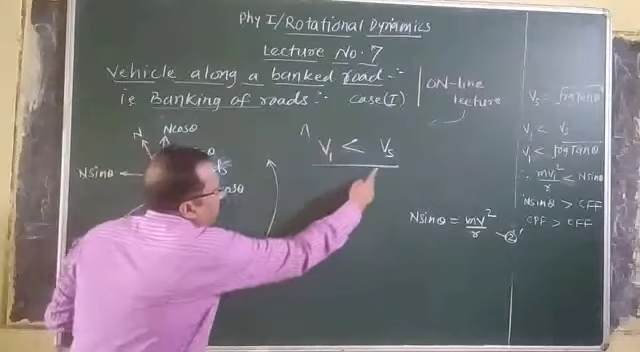 Phy I/Rotational Dynamics
Lecture No. 7
Vehicle along a banked road :-
ie Banking of roads :- case(I)
ON-line
lecture
N
Ncosθ
Nsinθ
V₁ < Vs
Nsinθ = mv²/r -②'
Vs = √rg Tanθ
V₁ < Vs
V₁ < √rg Tanθ
∴ mv₁²/r < Nsinθ
Nsinθ > CFF
CPF > CFF